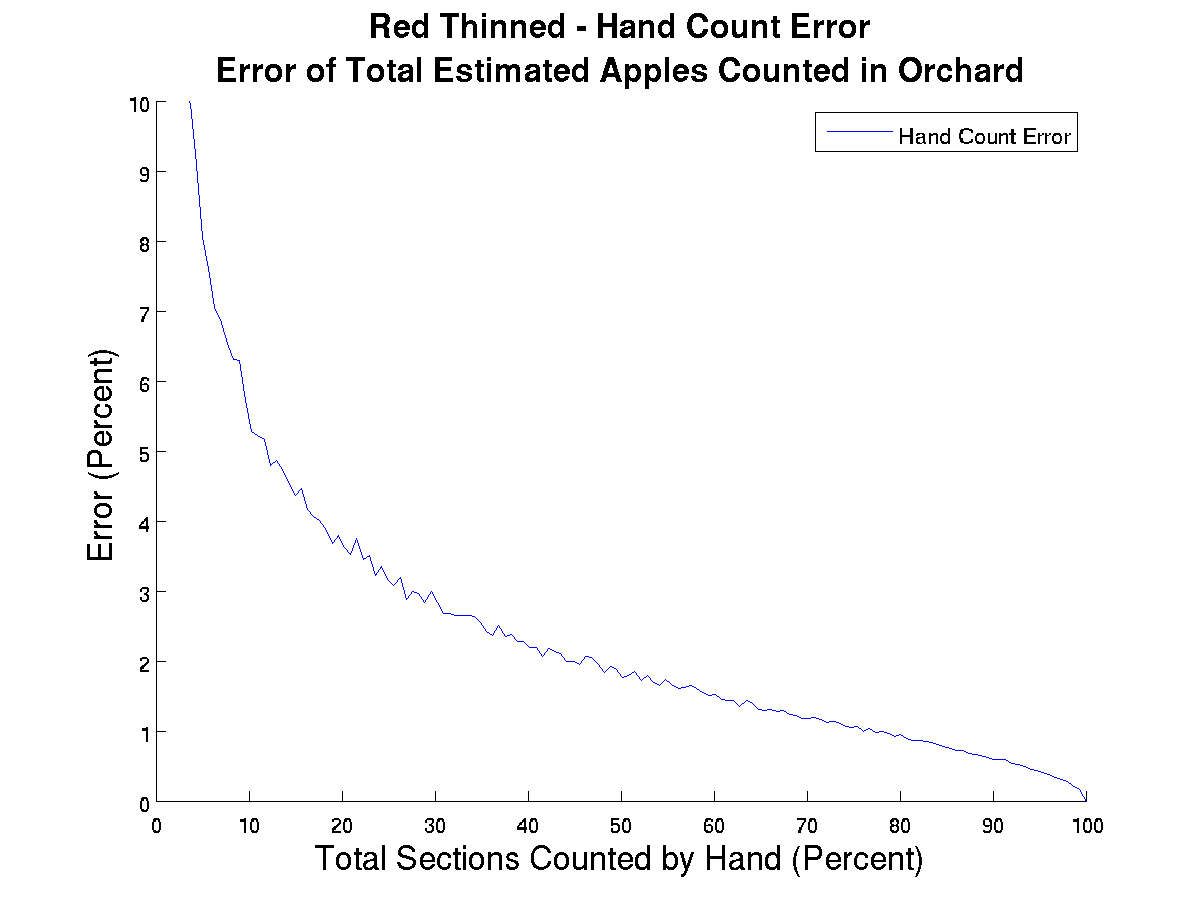 Red Thinned - Hand Count Error
Error of Total Estimated Apples Counted in Orchard
Hand Count Error
10
9
8
7
6
5
4
3
2
1
0
Error (Percent)
0 10 20 30 40 50 60 70 80 90 100
Total Sections Counted by Hand (Percent)